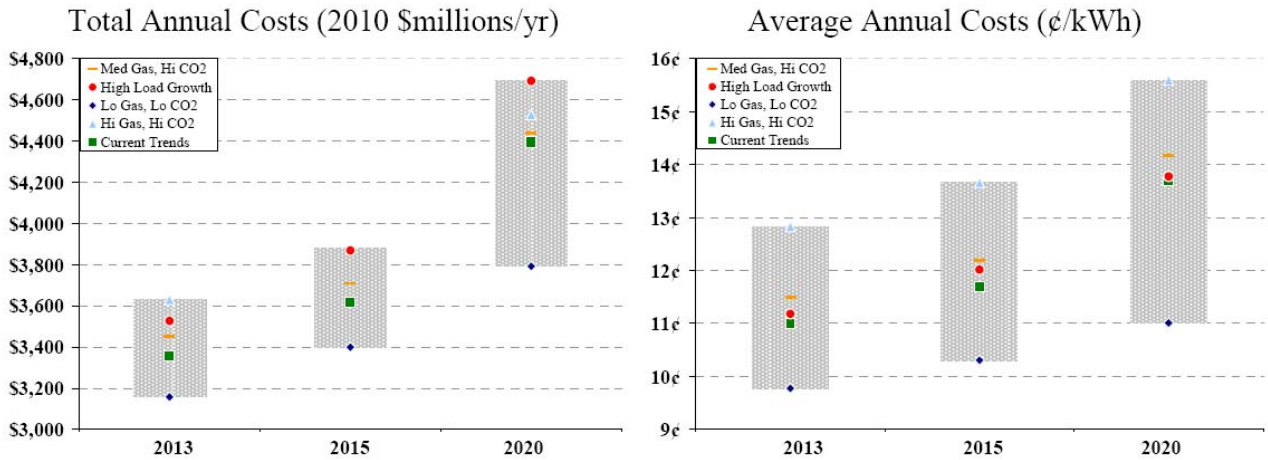 Total Annual Costs (2010 $millions/yr)
$4,800
$4,600
$4,400
$4,200
$4,000
$3,800
$3,600
$3,400
$3,200
$3,000
Med Gas, Hi CO2
High Load Growth
Lo Gas, Lo CO2
Hi Gas, Hi CO2
Current Trends
2013 2015 2020
Average Annual Costs (¢/kWh)
16¢
15¢
14¢
13¢
12¢
11¢
10¢
9¢
Med Gas, Hi CO2
High Load Growth
Lo Gas, Lo CO2
Hi Gas, Hi CO2
Current Trends
2013 2015 2020